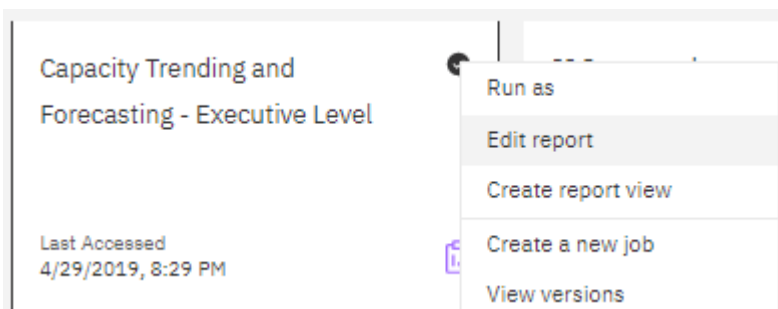 Capacity Trending and
Forecasting - Executive Level
Last Accessed
4/29/2019, 8:29 PM
Run as
Edit report
Create report view
Create a new job
View versions